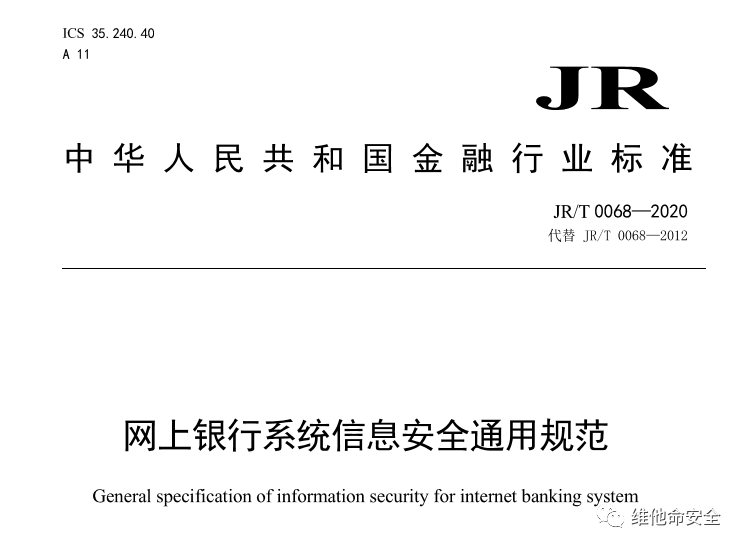 ICS 35.240.40
A 11
JR
中华人民共和国金融行业标准
JR/T 0068—2020
代替 JR/T 0068—2012
网上银行系统信息安全通用规范
General specification of information security for internet banking system
维他命安全